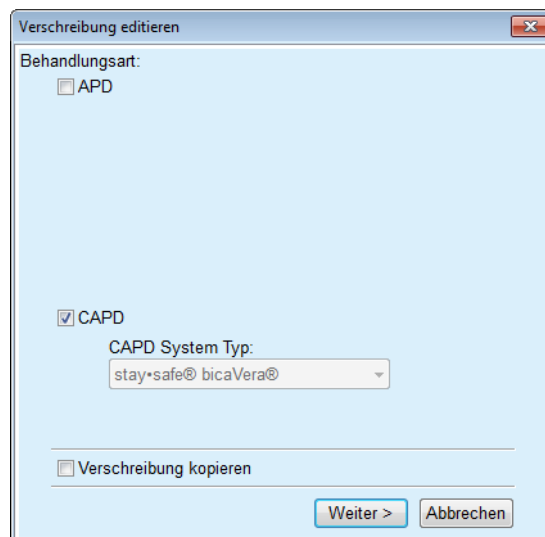 Verschreibung editieren
Behandlungsart:
APD
CAPD
CAPD System Typ:
stay•safe® bicaVera®
Verschreibung kopieren
Weiter > Abbrechen